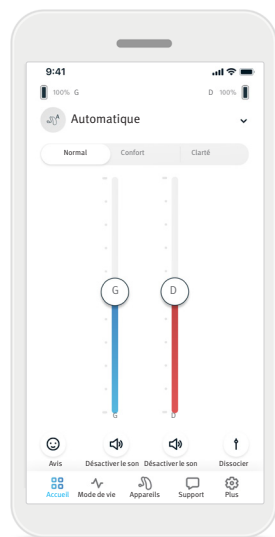 9:41
100% G D 100%
Automatique
Normal Confort Clarté
G D
G D
Avis Désactiver le son Désactiver le son Dissocier
Accueil Mode de vie Appareils Support Plus